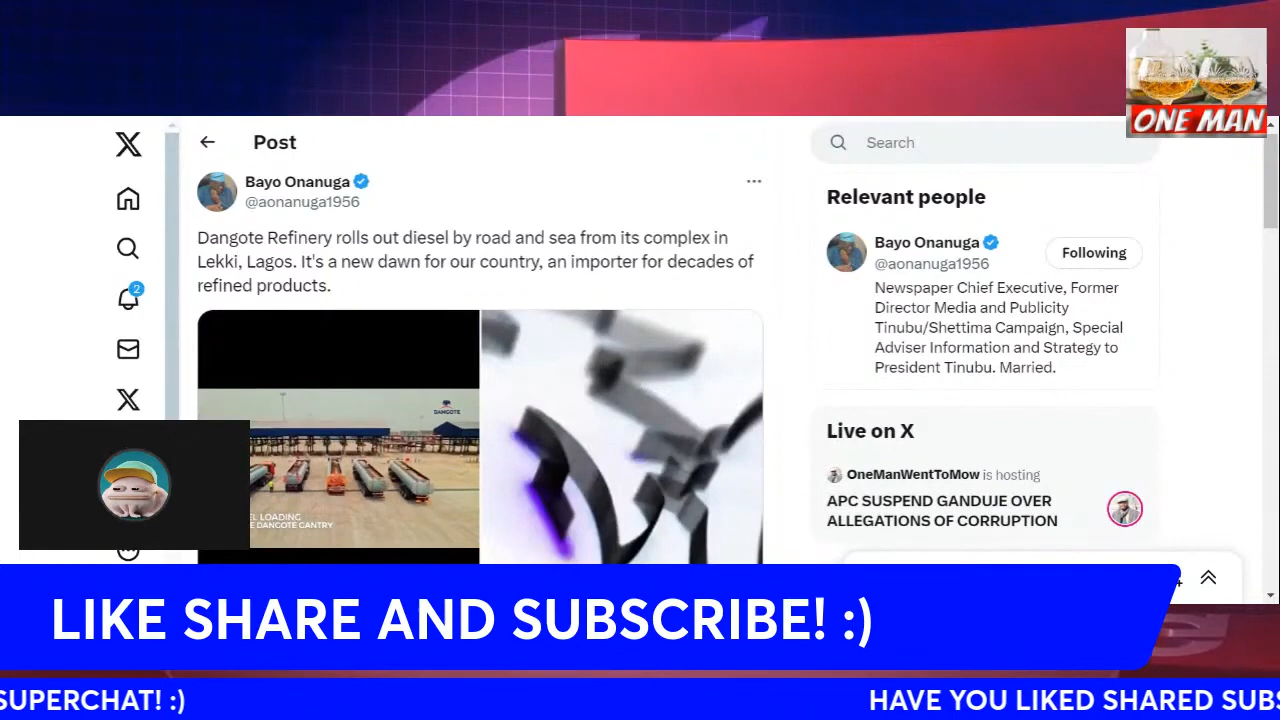 ONE MAN
Post
Search
Bayo Onanuga
@aonanuga1956
Dangote Refinery rolls out diesel by road and sea from its complex in
Lekki, Lagos. It's a new dawn for our country, an importer for decades of
refined products.
DANGOTE
EL LOADING
E DANGOTE GANTRY
Relevant people
Bayo Onanuga
@aonanuga1956
Following
Newspaper Chief Executive, Former
Director Media and Publicity
Tinubu/Shettima Campaign, Special
Adviser Information and Strategy to
President Tinubu. Married.
Live on X
OneManWentToMow is hosting
APC SUSPEND GANDUJE OVER
ALLEGATIONS OF CORRUPTION
2
LIKE SHARE AND SUBSCRIBE! :)
SUPERCHAT! :)
HAVE YOU LIKED SHARED SUBS